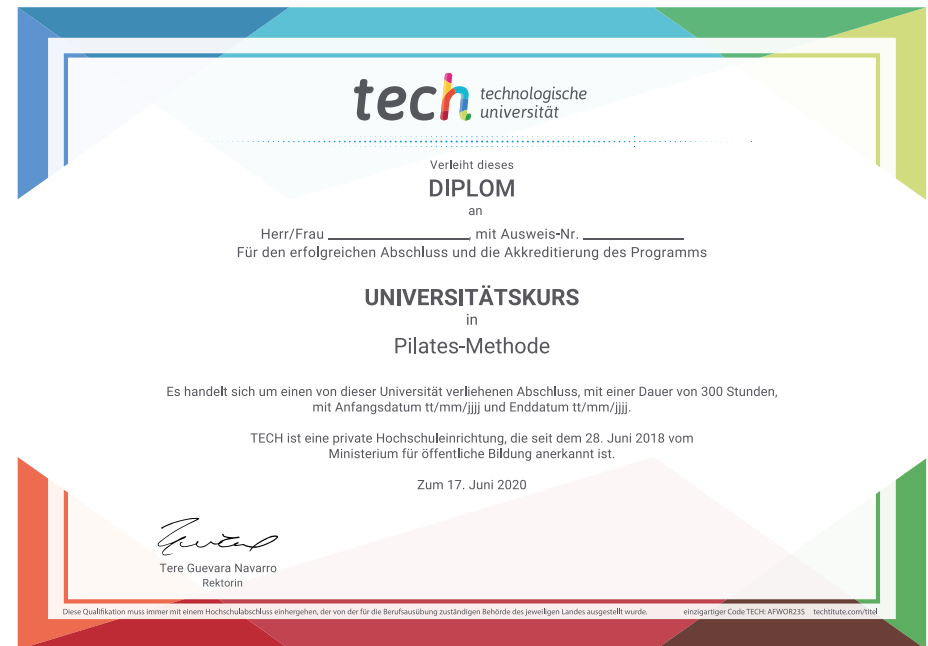 tech technologische
universität
Verleiht dieses
DIPLOM
an
Herr/Frau ____________________, mit Ausweis-Nr. ______________
Für den erfolgreichen Abschluss und die Akkreditierung des Programms
UNIVERSITÄTSKURS
in
Pilates-Methode
Es handelt sich um einen von dieser Universität verliehenen Abschluss, mit einer Dauer von 300 Stunden,
mit Anfangsdatum tt/mm/jjjj und Enddatum tt/mm/jjjj.
TECH ist eine private Hochschuleinrichtung, die seit dem 28. Juni 2018 vom
Ministerium für öffentliche Bildung anerkannt ist.
Zum 17. Juni 2020
Tere Guevara Navarro
Rektorin
Diese Qualifikation muss immer mit einem Hochschulabschluss einhergehen, der von der für die Berufsausübung zuständigen Behörde des jeweiligen Landes ausgestellt wurde. einzigartiger Code TECH: AFWOR235 techtitute.com/titel